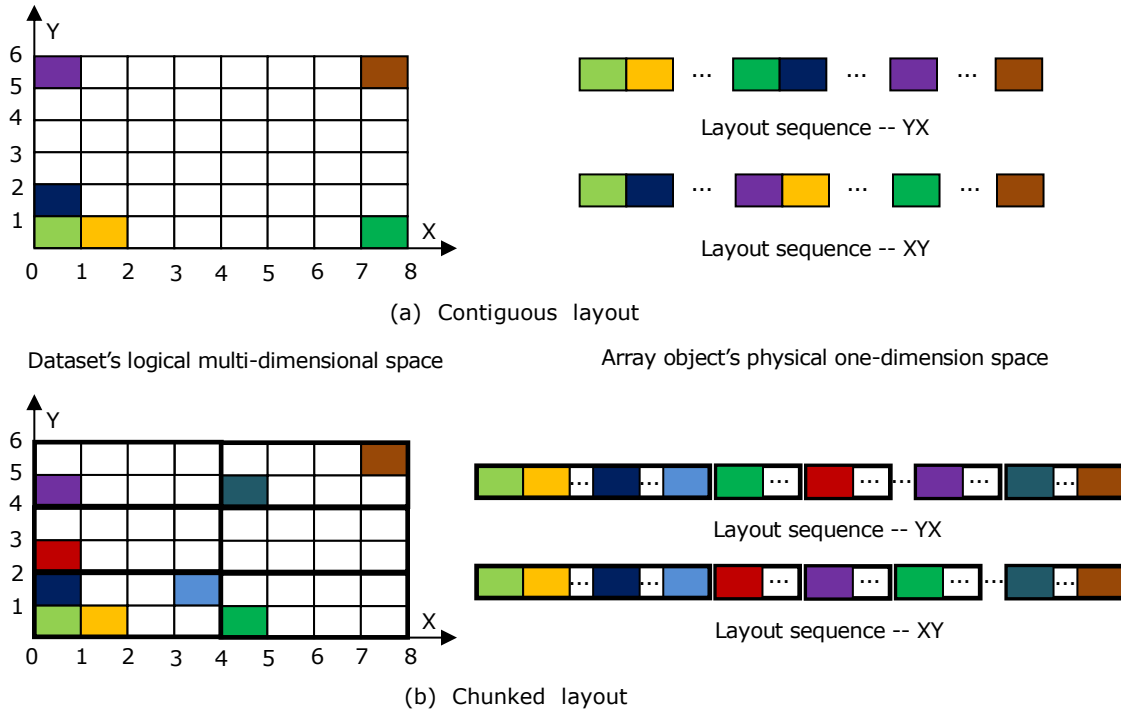 Y
6
5
4
3
2
1
0 1 2 3 4 5 6 7 8
X
... ... ...
Layout sequence -- YX
... ... ...
Layout sequence -- XY
(a) Contiguous layout
Dataset's logical multi-dimensional space
Array object's physical one-dimension space
Y
6
5
4
3
2
1
0 1 2 3 4 5 6 7 8
X
... ... ... ... ... ... ...
Layout sequence -- YX
... ... ... ... ... ... ...
Layout sequence -- XY
(b) Chunked layout